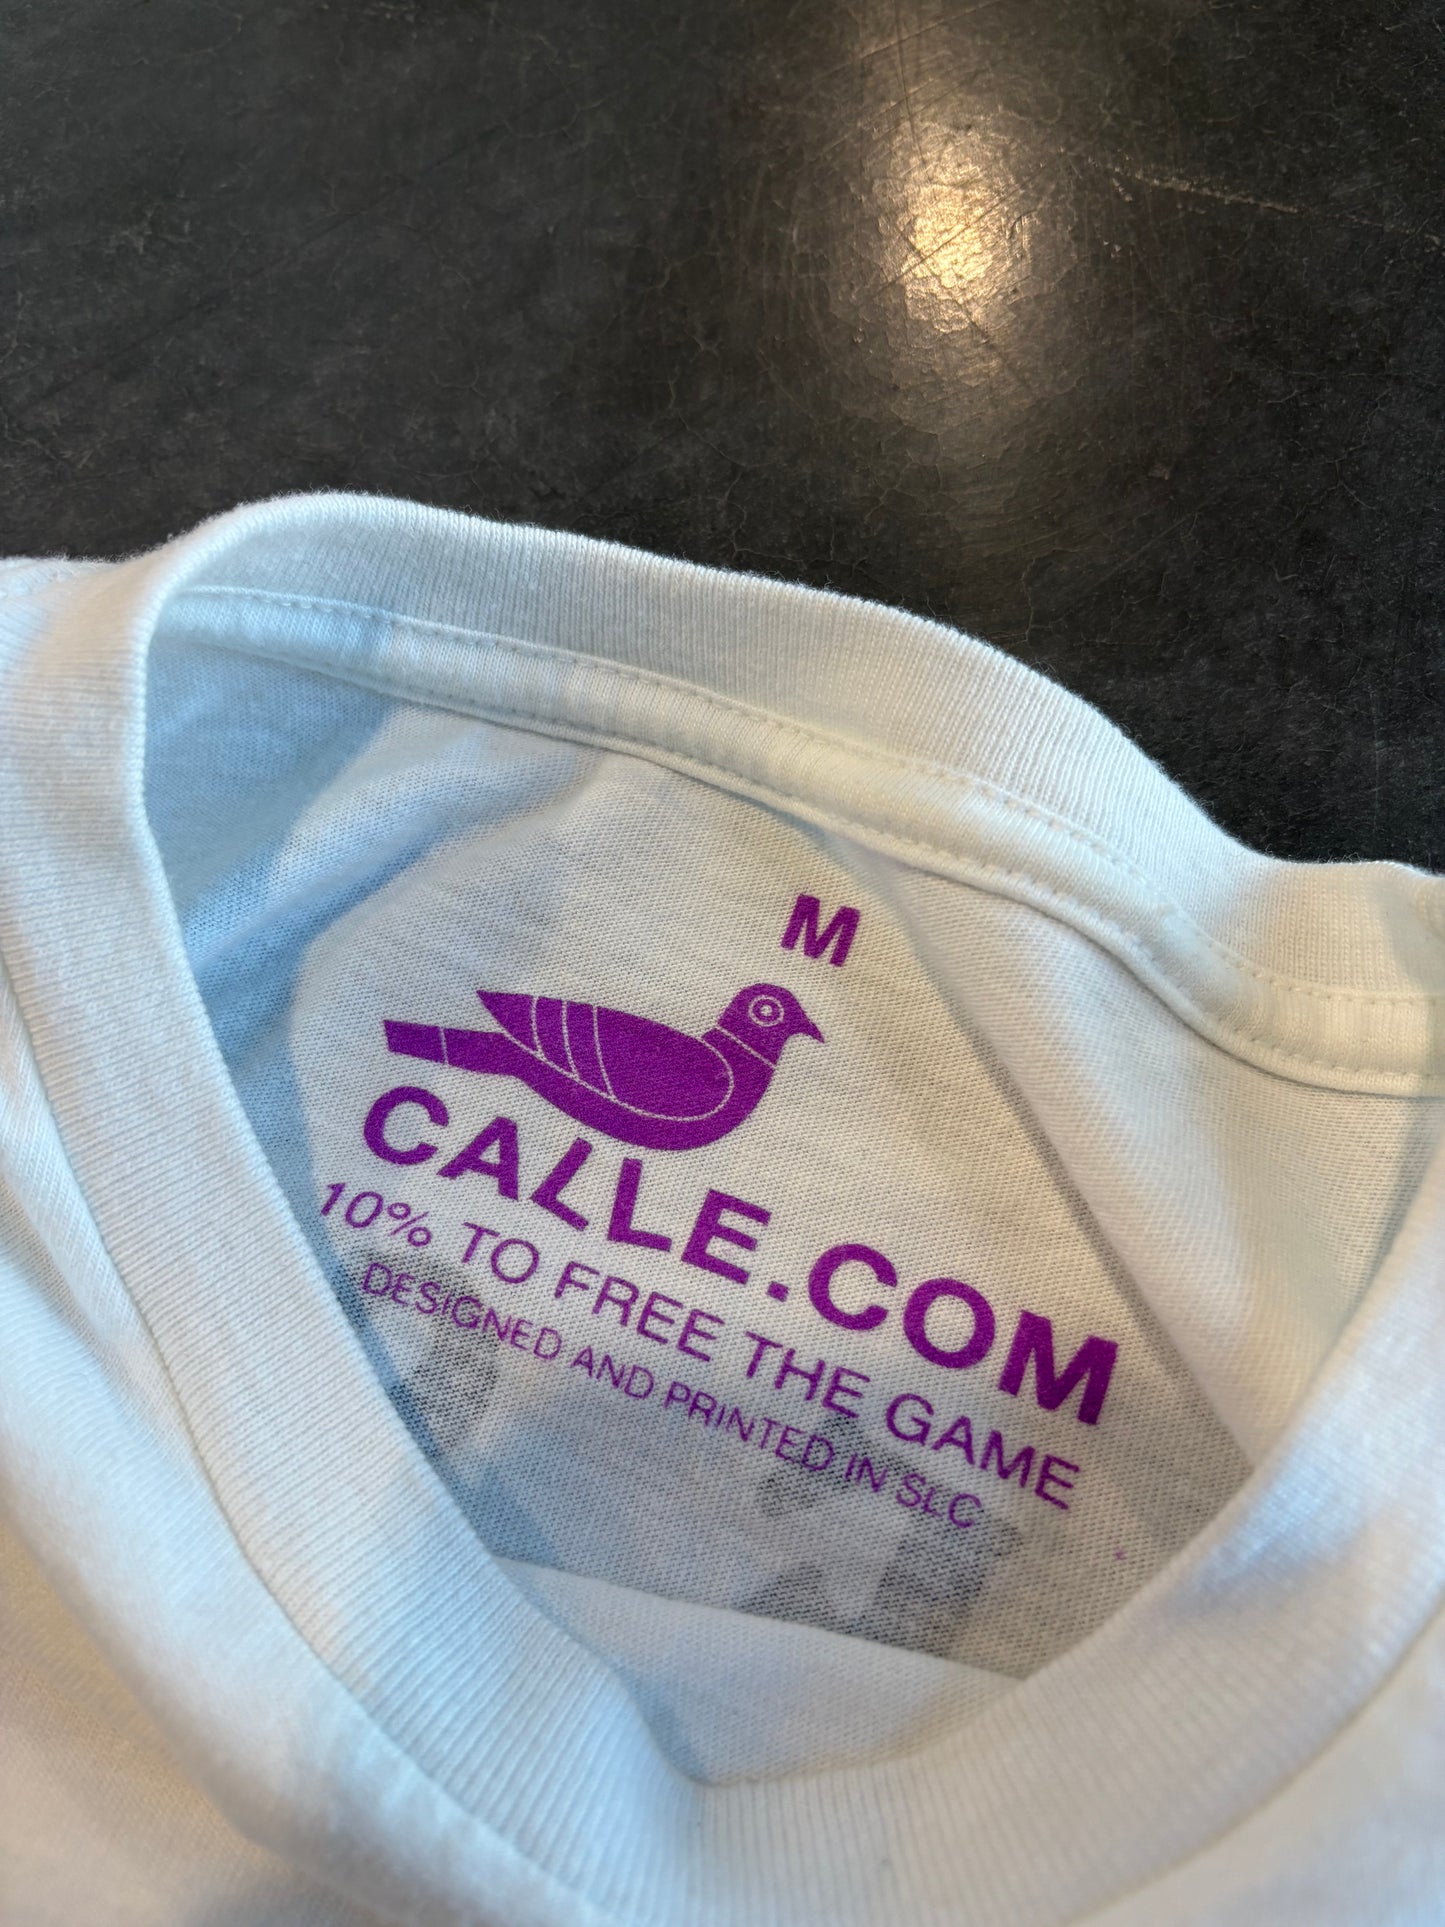 M
CALLE.COM
10% TO FREE THE GAME
DESIGNED AND PRINTED IN SLC